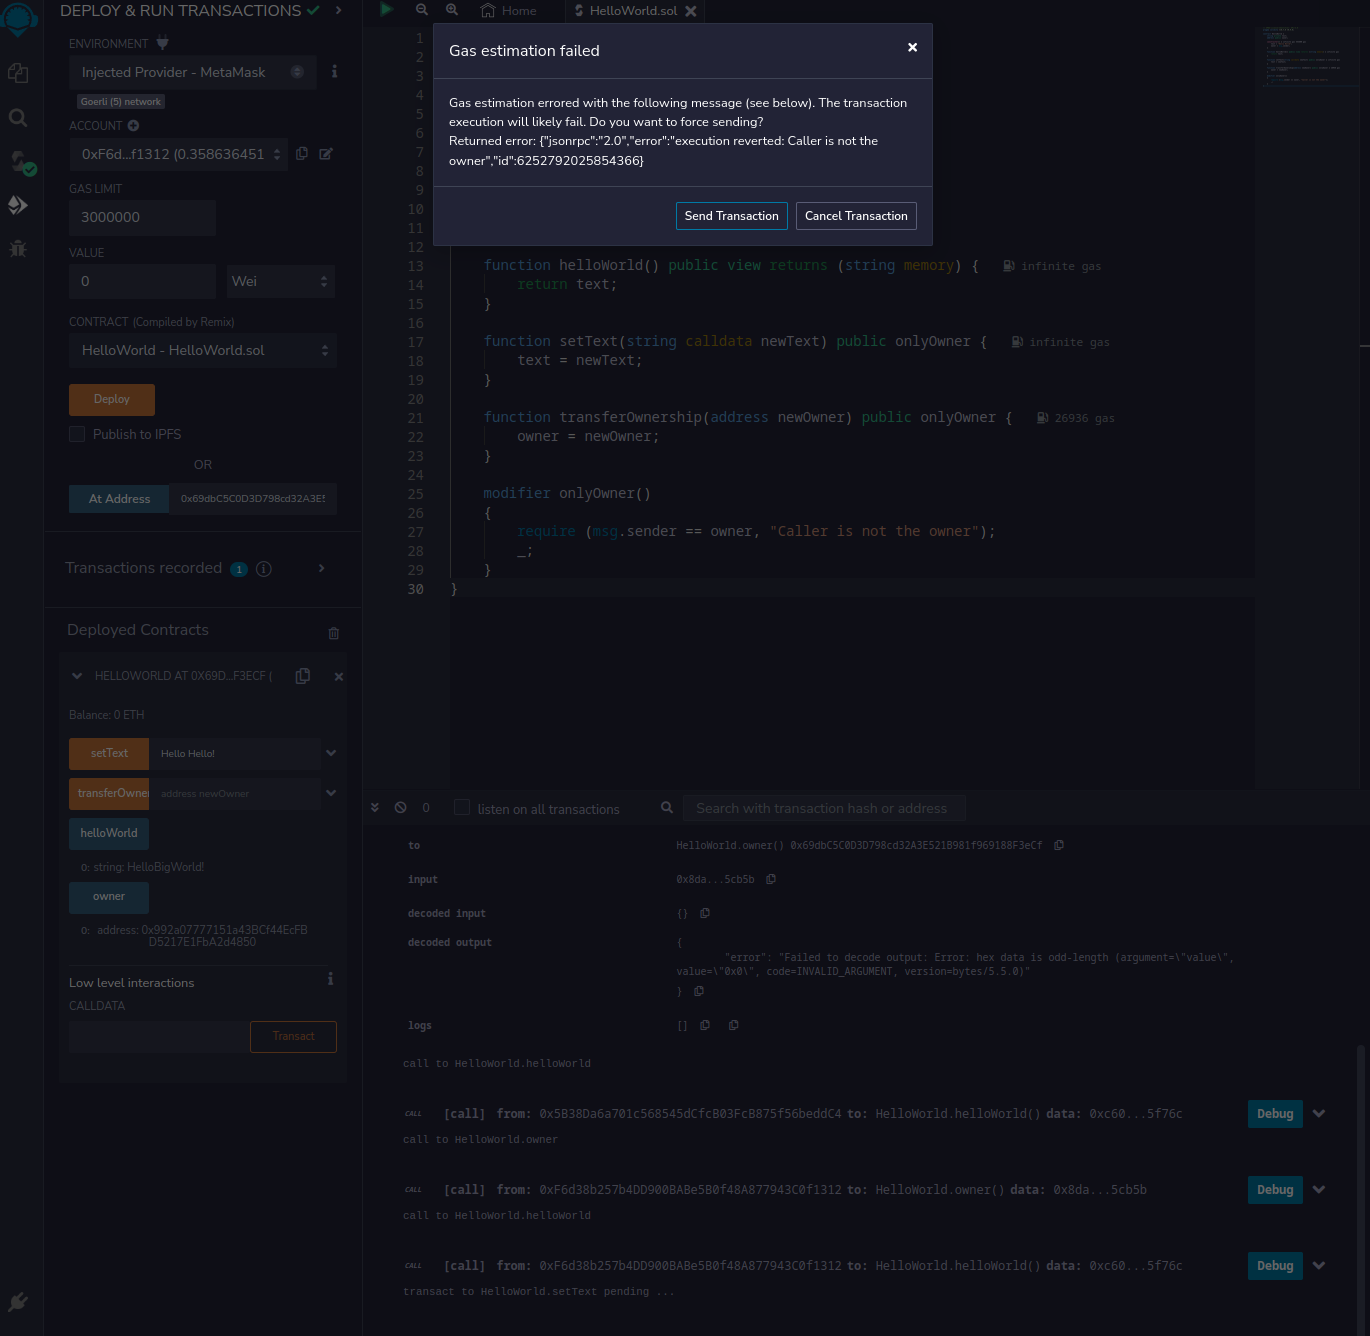 DEPLOY & RUN TRANSACTIONS
ENVIRONMENT
Injected Provider - MetaMask
Goerli (5) network
ACCOUNT
0xF6d...f1312 (0.358636451
GAS LIMIT
3000000
VALUE
0
Wei
CONTRACT (Compiled by Remix)
HelloWorld - HelloWorld.sol
Deploy
Publish to IPFS
OR
At Address
0x69dbC5C0D3D798cd32A3E5
Transactions recorded 1
Deployed Contracts
HELLOWORLD AT 0X69D...F3ECF (
Balance: 0 ETH
setText Hello Hello!
transferOwner address newOwner
helloWorld
0: string: HelloBigWorld!
owner
0: address: 0x992a07777151a43BCf44EcFB
D5217E1FbA2d4850
Low level interactions
CALLDATA
Transact
Home
HelloWorld.sol
Gas estimation failed
Gas estimation errored with the following message (see below). The transaction
execution will likely fail. Do you want to force sending?
Returned error: {"jsonrpc":"2.0","error":"execution reverted: Caller is not the
owner","id":6252792025854366}
Send Transaction
Cancel Transaction
1
2
3
4
5
6
7
8
9
10
11
12
13 function helloWorld() public view returns (string memory) { infinite gas
14 return text;
15 }
16
17 function setText(string calldata newText) public onlyOwner { infinite gas
18 text = newText;
19 }
20
21 function transferOwnership(address newOwner) public onlyOwner { 26936 gas
22 owner = newOwner;
23 }
24
25 modifier onlyOwner()
26 {
27 require (msg.sender == owner, "Caller is not the owner");
28 _;
29 }
30 }
0
listen on all transactions
Search with transaction hash or address
to HelloWorld.owner() 0x69dbC5C0D3D798cd32A3E521B981f969188F3eCf
input 0x8da...5cb5b
decoded input {}
decoded output {
"error": "Failed to decode output: Error: hex data is odd-length (argument=\"value\",
value=\"0x0\", code=INVALID_ARGUMENT, version=bytes/5.5.0)"
}
logs []
call to HelloWorld.helloWorld
CALL [call] from: 0x5B38Da6a701c568545dCfcB03FcB875f56beddC4 to: HelloWorld.helloWorld() data: 0xc60...5f76c Debug
call to HelloWorld.owner
CALL [call] from: 0xF6d38b257b4DD900BABe5B0f48A877943C0f1312 to: HelloWorld.owner() data: 0x8da...5cb5b Debug
call to HelloWorld.helloWorld
CALL [call] from: 0xF6d38b257b4DD900BABe5B0f48A877943C0f1312 to: HelloWorld.helloWorld() data: 0xc60...5f76c Debug
transact to HelloWorld.setText pending ...